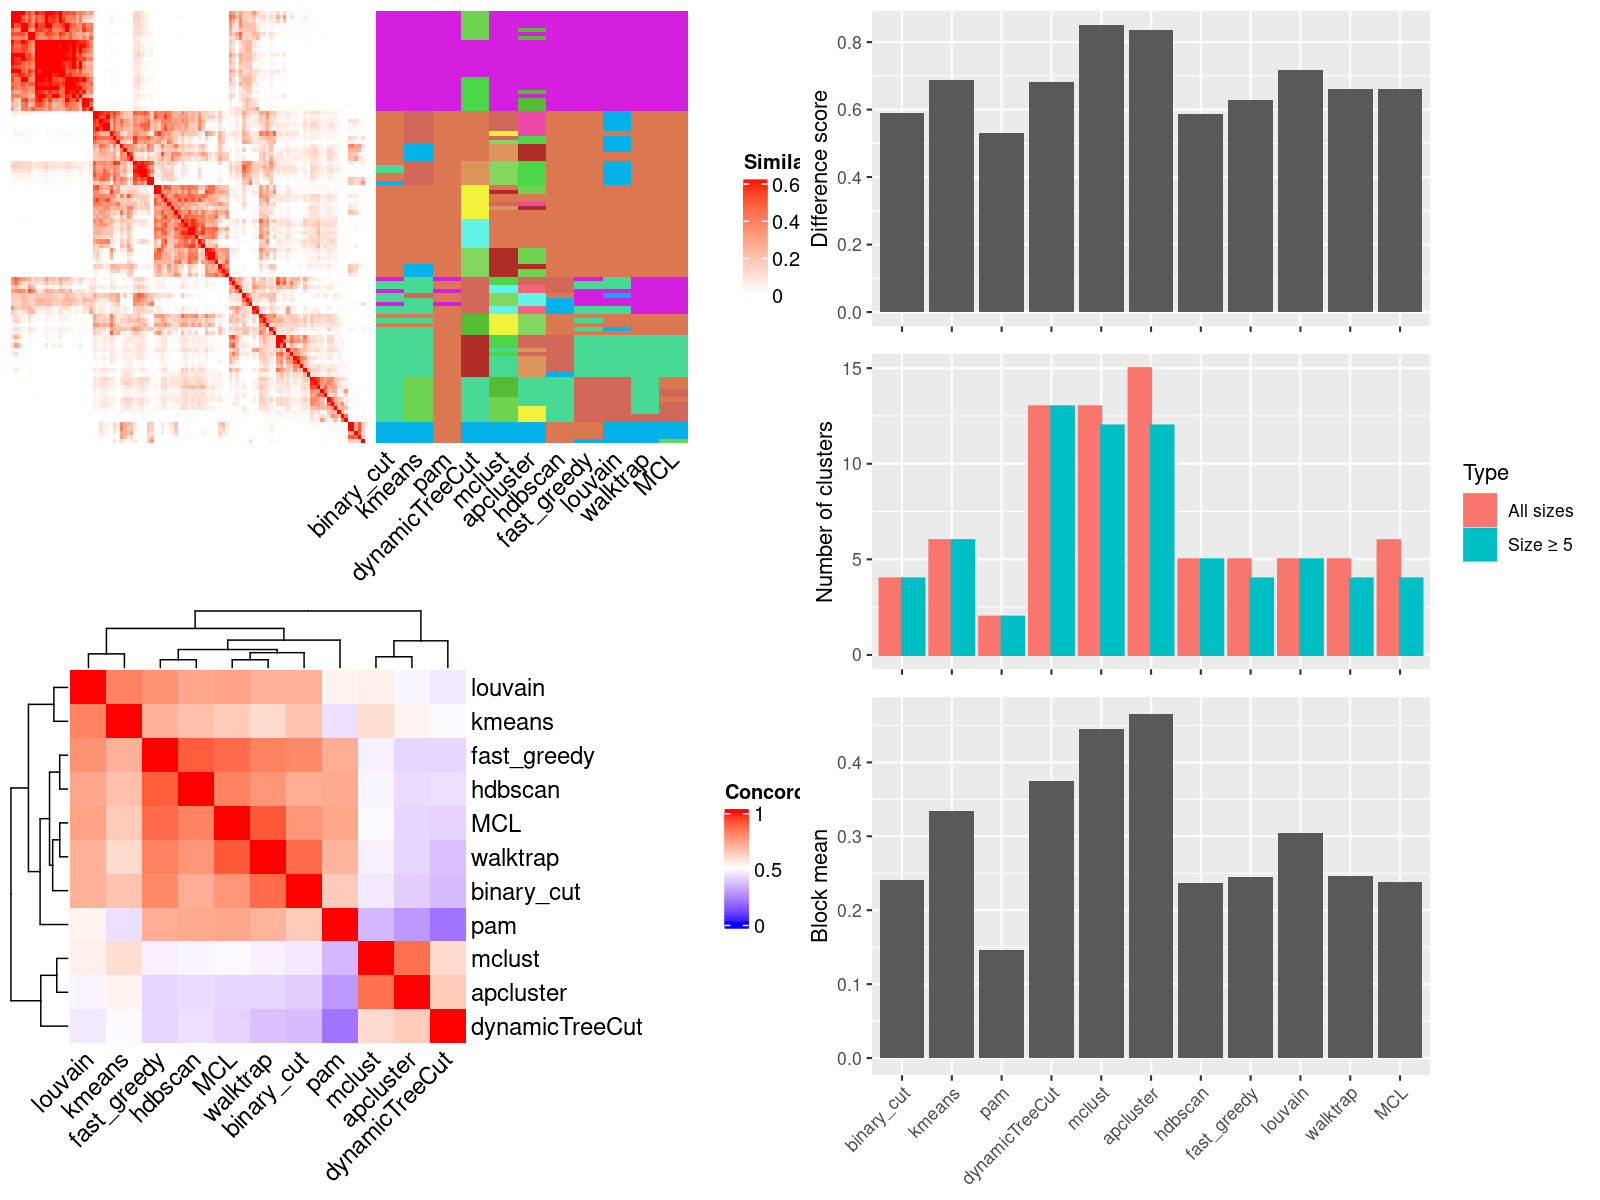 Simila
0.6
0.4
0.2
0
binary_cut
kmeans
pam
dynamicTreeCut
mclust
apcluster
hdbscan
fast_greedy
louvain
walktrap
MCL
louvain
kmeans
fast_greedy
hdbscan
MCL
walktrap
binary_cut
pam
mclust
apcluster
dynamicTreeCut
louvain
kmeans
fast_greedy
hdbscan
MCL
walktrap
binary_cut
pam
mclust
apcluster
dynamicTreeCut
Concord
1
0.5
0
Difference score
0.8
0.6
0.4
0.2
0.0
Number of clusters
15
10
5
0
Type
All sizes
Size ≥ 5
Block mean
0.4
0.3
0.2
0.1
0.0
binary_cut
kmeans
pam
dynamicTreeCut
mclust
apcluster
hdbscan
fast_greedy
louvain
walktrap
MCL